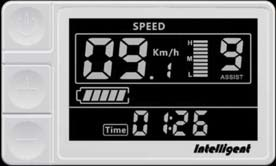 SPEED
09.1 Km/h H M L 9
ASSIST
Time 01:26
Intelligent